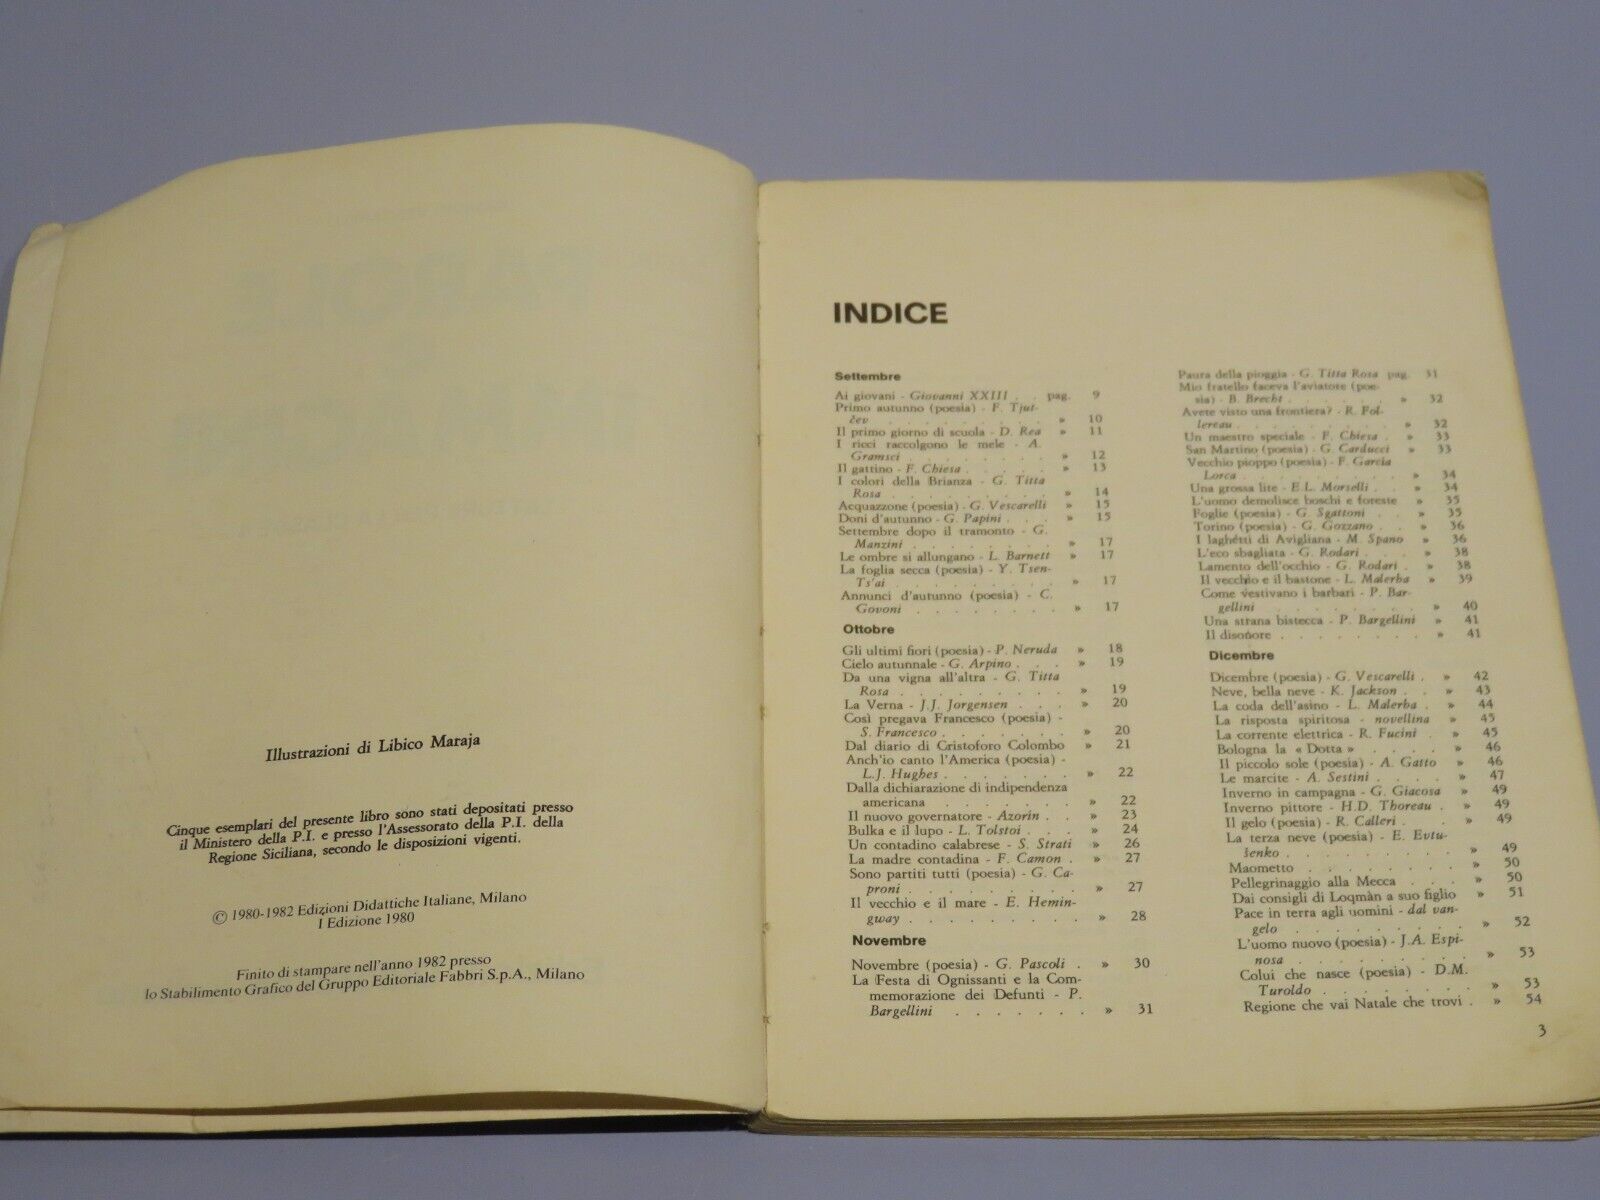 Illustrazioni di Libico Maraja
Cinque esemplari del presente libro sono stati depositati presso
il Ministero della P.I. e presso l'Assessorato della P.I. della
Regione Siciliana, secondo le disposizioni vigenti.
© 1980-1982 Edizioni Didattiche Italiane, Milano
I Edizione 1980
Finito di stampare nell'anno 1982 presso
lo Stabilimento Grafico del Gruppo Editoriale Fabbri S.p.A., Milano
INDICE
Settembre
Ai giovani - Giovanni XXIII . . pag. 9
Primo autunno (poesia) - F. Tjut-
čev . . . . . . . . » 10
Il primo giorno di scuola - D. Rea » 11
I ricci raccolgono le mele - A.
Gramsci . . . . . . . . » 12
Il gattino - F. Chiesa . . . . . » 13
I colori della Brianza - G. Titta
Rosa . . . . . . . . . » 14
Acquazzone (poesia) - G. Vescarelli » 15
Doni d'autunno - G. Papini . . . » 15
Settembre dopo il tramonto - G.
Manzini . . . . . . . . » 17
Le ombre si allungano - L. Barnett » 17
La foglia secca (poesia) - Y. Tsen-
Ts'ai . . . . . . . . . » 17
Annunci d'autunno (poesia) - C.
Govoni . . . . . . . . » 17
Ottobre
Gli ultimi fiori (poesia) - P. Neruda » 18
Cielo autunnale - G. Arpino . . . » 19
Da una vigna all'altra - G. Titta
Rosa . . . . . . . . . » 19
La Verna - J.J. Jorgensen . . . » 20
Così pregava Francesco (poesia) -
S. Francesco . . . . . . . » 20
Dal diario di Cristoforo Colombo » 21
Anch'io canto l'America (poesia) -
L.J. Hughes . . . . . . . » 22
Dalla dichiarazione di indipendenza
americana . . . . . . . » 22
Il nuovo governatore - Azorin . . » 23
Bulka e il lupo - L. Tolstoi . . . » 24
Un contadino calabrese - S. Strati » 26
La madre contadina - F. Camon . » 27
Sono partiti tutti (poesia) - G. Ca-
proni . . . . . . . . . » 27
Il vecchio e il mare - E. Hemin-
gway . . . . . . . . . » 28
Novembre
Novembre (poesia) - G. Pascoli . » 30
La Festa di Ognissanti e la Com-
memorazione dei Defunti - P.
Bargellini . . . . . . . » 31
Paura della pioggia - G. Titta Rosa pag. 31
Mio fratello faceva l'aviatore (poe-
sia) - B. Brecht . . . . . . » 32
Avete visto una frontiera? - R. Fol-
lereau . . . . . . . . . » 32
Un maestro speciale - F. Chiesa . » 33
San Martino (poesia) - G. Carducci » 33
Vecchio pioppo (poesia) - F. Garcia
Lorca . . . . . . . . . » 34
Una grossa lite - E.L. Morselli . . » 34
L'uomo demolisce boschi e foreste » 35
Foglie (poesia) - G. Sgattoni . . » 35
Torino (poesia) - G. Gozzano . . » 36
I laghetti di Avigliana - M. Spano » 36
L'eco sbagliata - G. Rodari . . . » 38
Lamento dell'occhio - G. Rodari . » 38
Il vecchio e il bastone - L. Malerba » 39
Come vestivano i barbari - P. Bar-
gellini . . . . . . . . » 40
Una strana bistecca - P. Bargellini » 41
Il disonore . . . . . . . . » 41
Dicembre
Dicembre (poesia) - G. Vescarelli . » 42
Neve, bella neve - K. Jackson . . » 43
La coda dell'asino - L. Malerba . » 44
La risposta spiritosa - novellina » 45
La corrente elettrica - R. Fucini . » 45
Bologna la « Dotta » . . . . » 46
Il piccolo sole (poesia) - A. Gatto » 46
Le marcite - A. Sestini . . . . » 47
Inverno in campagna - G. Giacosa » 49
Inverno pittore - H.D. Thoreau . » 49
Il gelo (poesia) - R. Calleri . . » 49
La terza neve (poesia) - E. Evtu-
šenko . . . . . . . . . » 49
Maometto . . . . . . . . » 50
Pellegrinaggio alla Mecca . . . » 50
Dai consigli di Loqmàn a suo figlio » 51
Pace in terra agli uomini - dal van-
gelo . . . . . . . . . » 52
L'uomo nuovo (poesia) - J.A. Espi-
nosa . . . . . . . . . » 53
Colui che nasce (poesia) - D.M.
Turoldo . . . . . . . . » 53
Regione che vai Natale che trovi . » 54
3